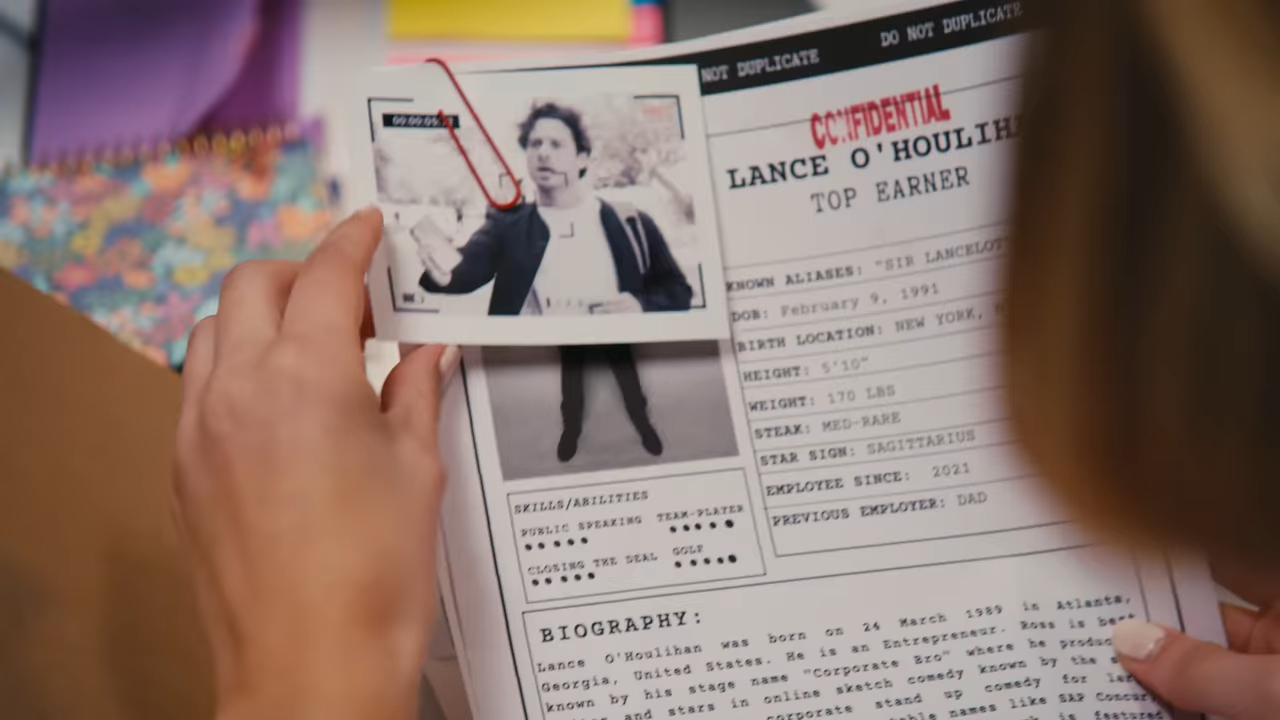 NOT DUPLICATE DO NOT DUPLICATE
CONFIDENTIAL
LANCE O'HOULIH
TOP EARNER
KNOWN ALIASES: "SIR LANCELOT
DOB: February 9, 1991
BIRTH LOCATION: NEW YORK,
HEIGHT: 5'10"
WEIGHT: 170 LBS
STEAK: MED-RARE
STAR SIGN: SAGITTARIUS
EMPLOYEE SINCE: 2021
PREVIOUS EMPLOYER: DAD
SKILLS/ABILITIES
PUBLIC SPEAKING TEAM-PLAYER
CLOSING THE DEAL GOLF
BIOGRAPHY:
Lance O'Houlihan was born on 24 March 1989 in Atlanta,
Georgia, United States. He is an Entrepreneur. Ross is best
known by his stage name "Corporate Bro" where he produc
and stars in online sketch comedy known by the
corporate stand up comedy for
names like SAP Concur
is featured